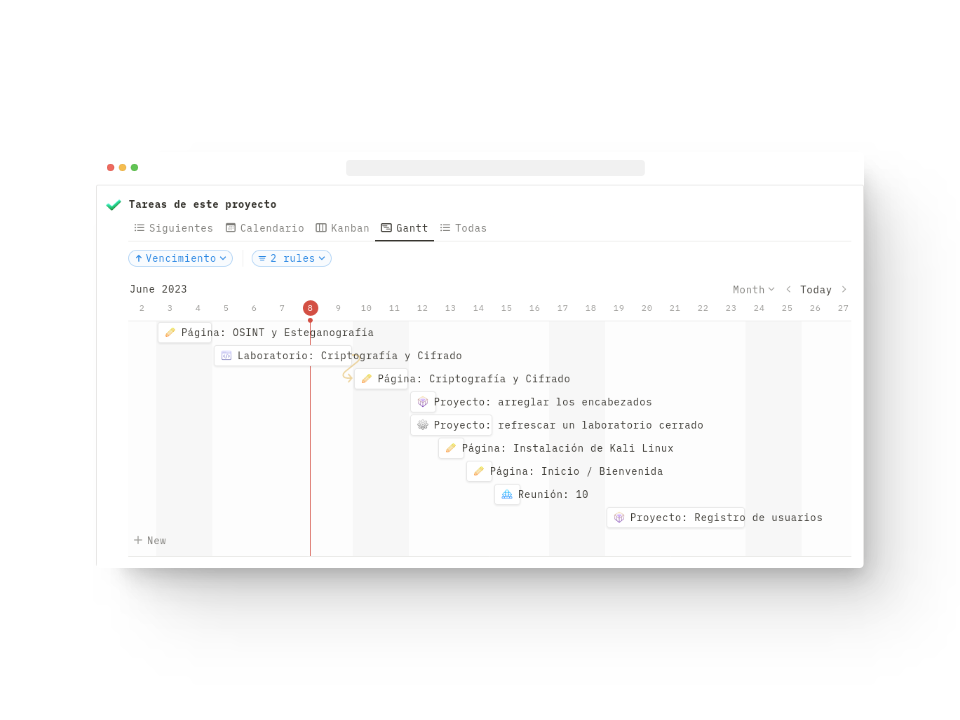 Tareas de este proyecto
Siguientes Calendario Kanban Gantt Todas
Vencimiento 2 rules
June 2023 Month Today
2 3 4 5 6 7 8 9 10 11 12 13 14 15 16 17 18 19 20 21 22 23 24 25 26 27
Página: OSINT y Esteganografía
Laboratorio: Criptografía y Cifrado
Página: Criptografía y Cifrado
Proyecto: arreglar los encabezados
Proyecto: refrescar un laboratorio cerrado
Página: Instalación de Kali Linux
Página: Inicio / Bienvenida
Reunión: 10
Proyecto: Registro de usuarios
+ New